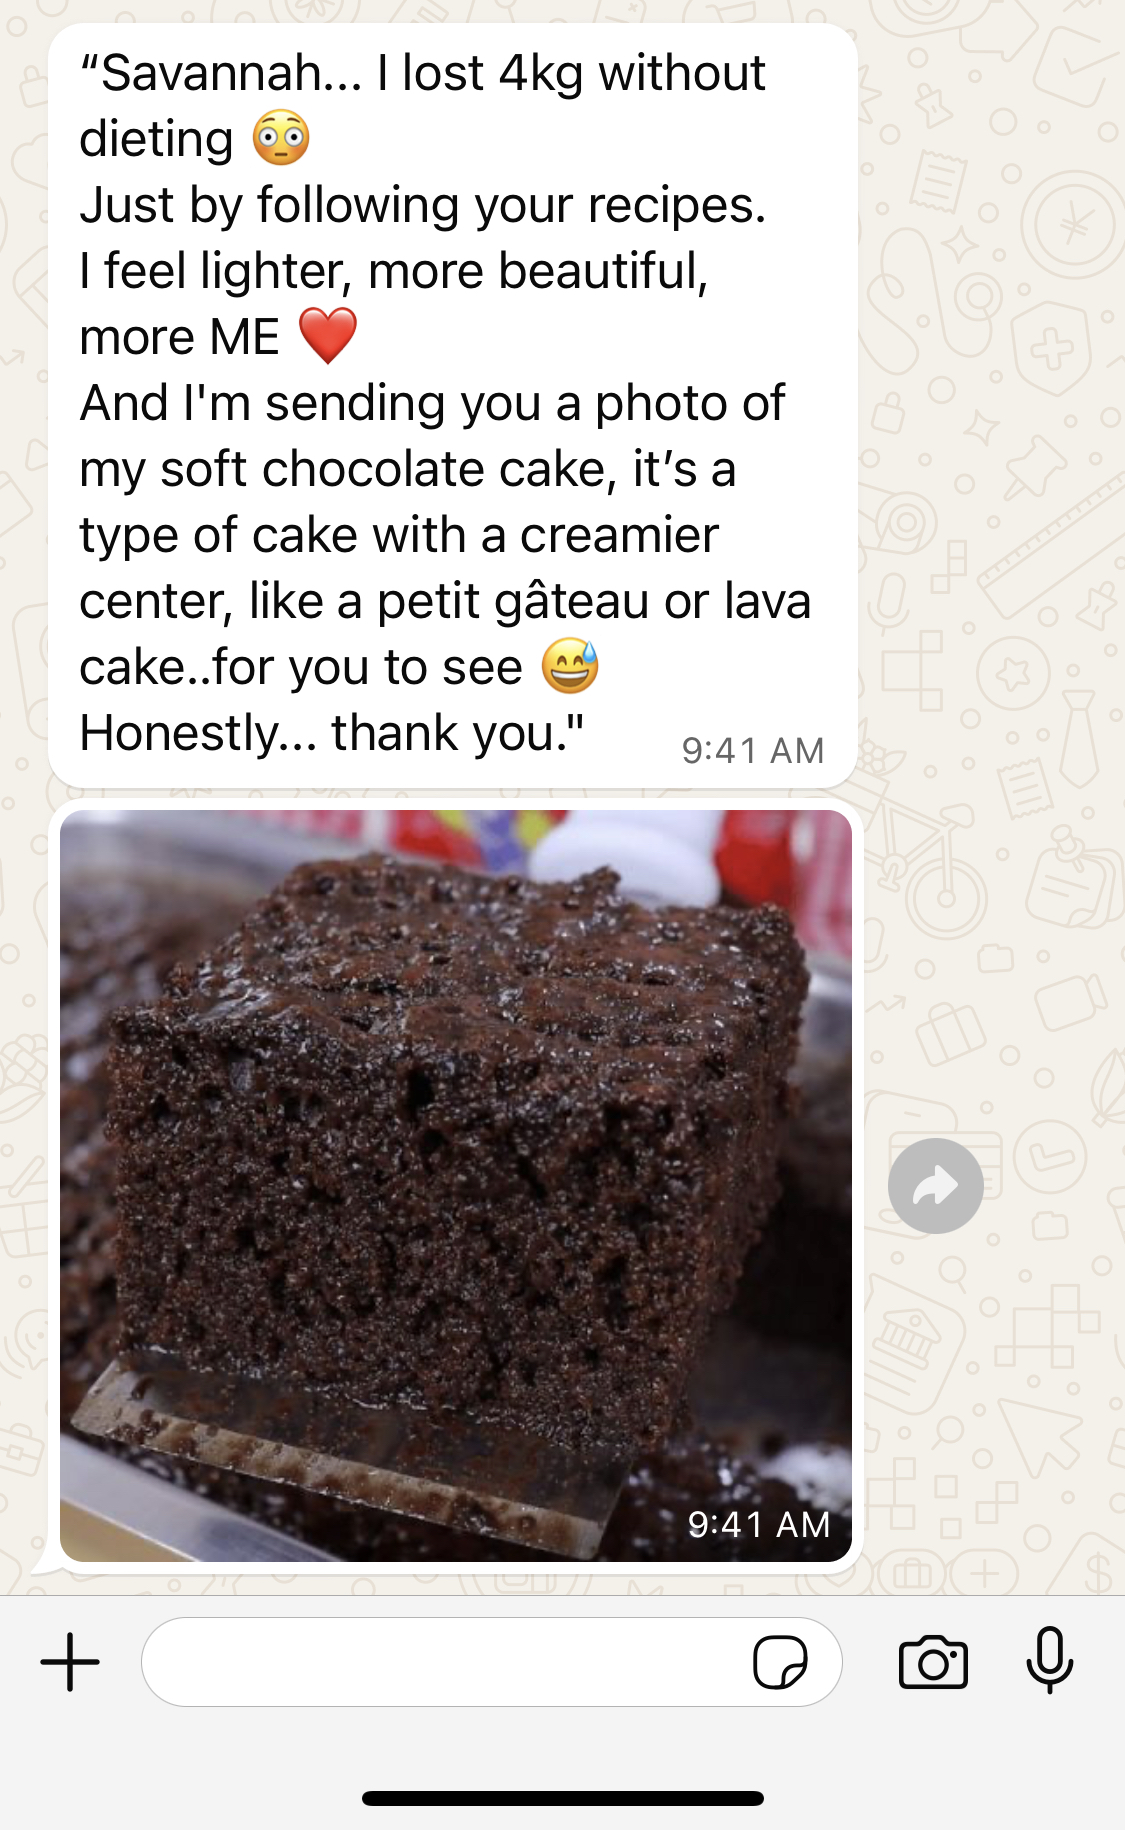 “Savannah... I lost 4kg without
dieting 😳
Just by following your recipes.
I feel lighter, more beautiful,
more ME ❤️
And I'm sending you a photo of
my soft chocolate cake, it’s a
type of cake with a creamier
center, like a petit gâteau or lava
cake..for you to see 😅
Honestly... thank you."
9:41 AM
9:41 AM